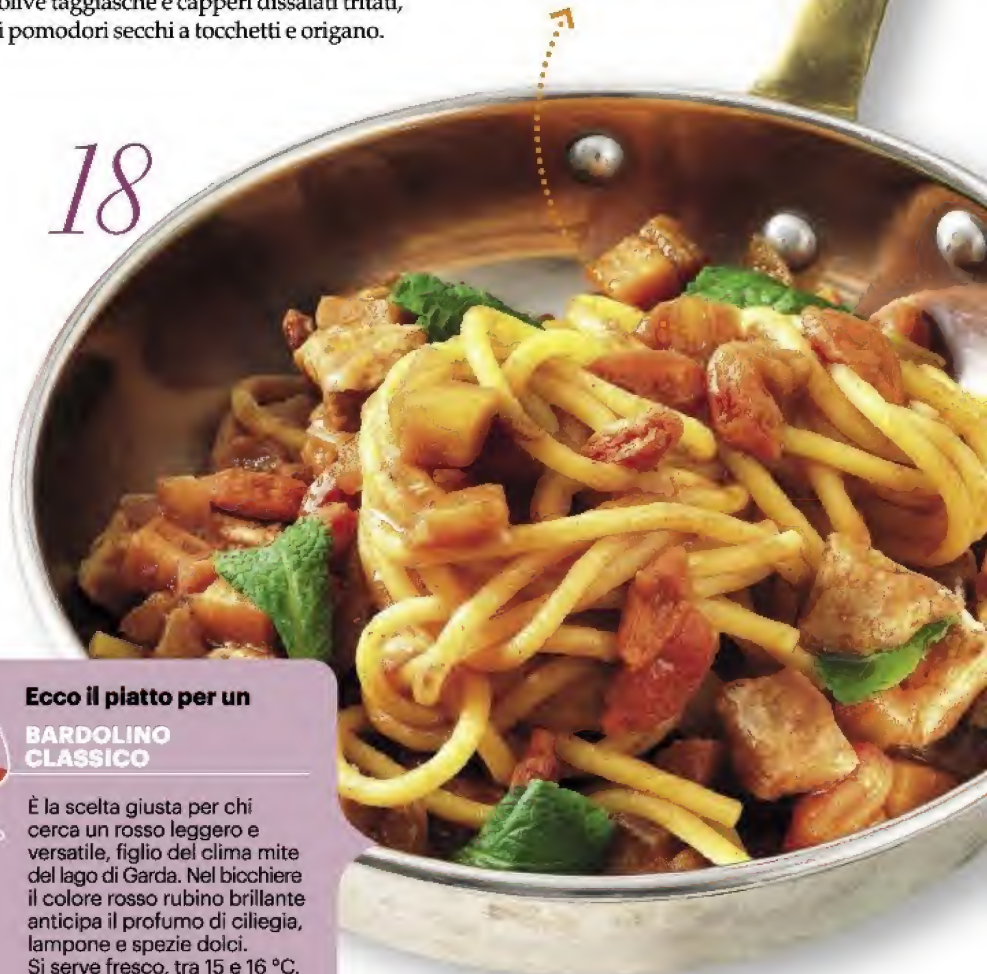 olive taggiasche e capperi dissalati tritati,
i pomodori secchi a tocchetti e origano.
18
Ecco il piatto per un
BARDOLINO
CLASSICO
È la scelta giusta per chi
cerca un rosso leggero e
versatile, figlio del clima mite
del lago di Garda. Nel bicchiere
il colore rosso rubino brillante
anticipa il profumo di ciliegia,
lampone e spezie dolci.
Si serve fresco, tra 15 e 16 °C.